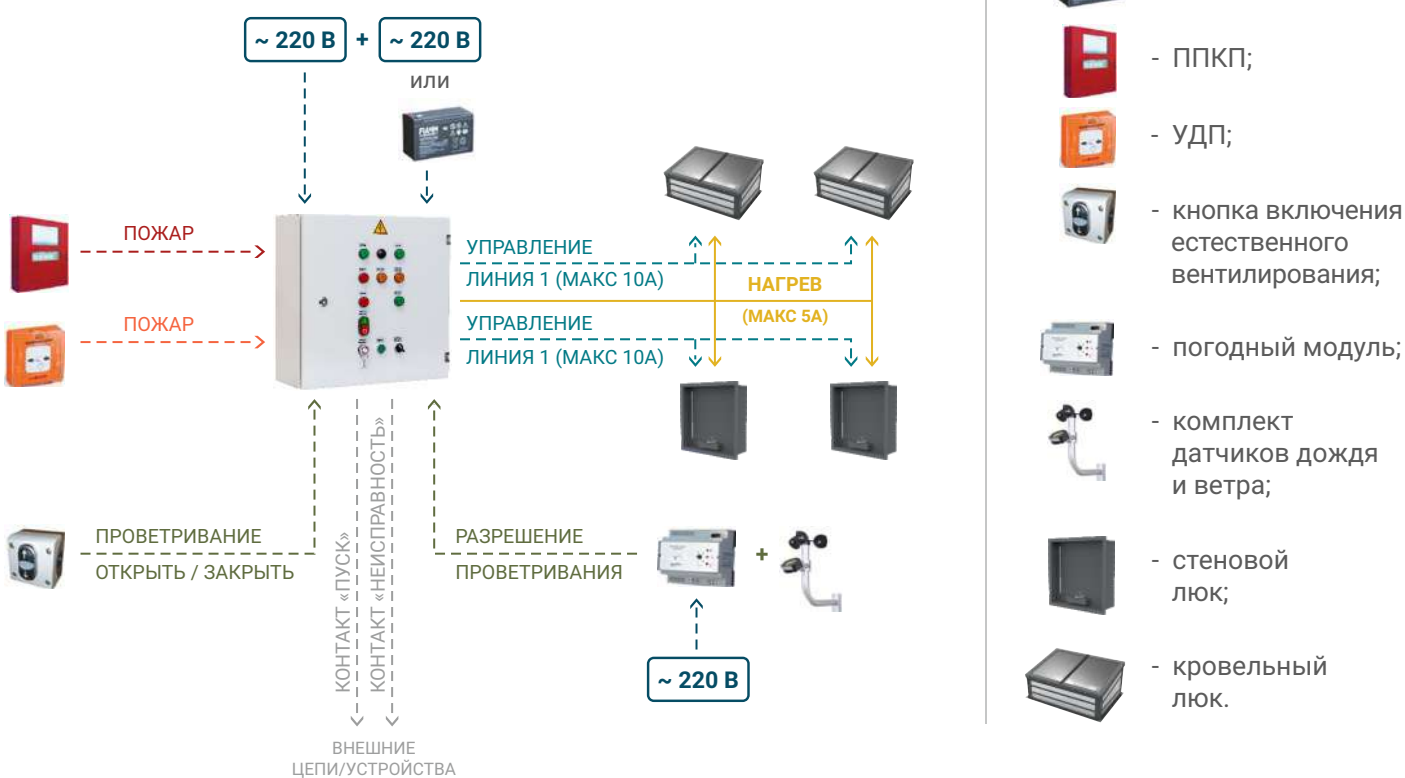 ~ 220 В + ~ 220 В
или
FIAMM
ПОЖАР
ПОЖАР
УПРАВЛЕНИЕ
ЛИНИЯ 1 (МАКС 10А)
НАГРЕВ
(МАКС 5А)
УПРАВЛЕНИЕ
ЛИНИЯ 1 (МАКС 10А)
ПРОВЕТРИВАНИЕ
ОТКРЫТЬ / ЗАКРЫТЬ
КОНТАКТ «ПУСК»
КОНТАКТ «НЕИСПРАВНОСТЬ»
РАЗРЕШЕНИЕ
ПРОВЕТРИВАНИЯ
+
~ 220 В
ВНЕШНИЕ
ЦЕПИ/УСТРОЙСТВА
- ППКП;
- УДП;
- кнопка включения
естественного
вентилирования;
- погодный модуль;
- комплект
датчиков дождя
и ветра;
- стеновой
люк;
- кровельный
люк.